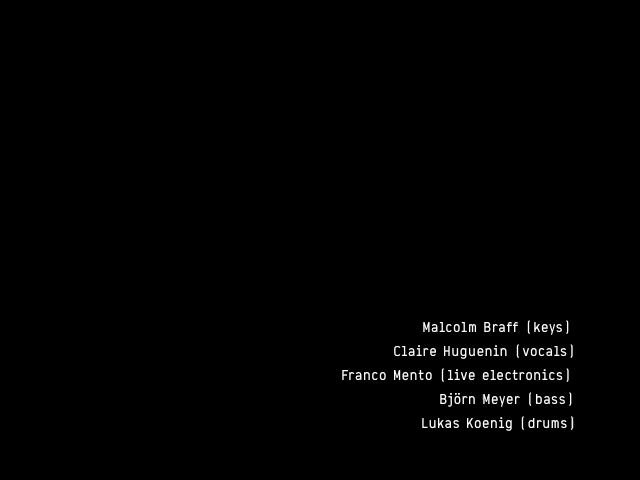 Malcolm Braff (keys)
Claire Huguenin (vocals)
Franco Mento (live electronics)
Björn Meyer (bass)
Lukas Koenig (drums)